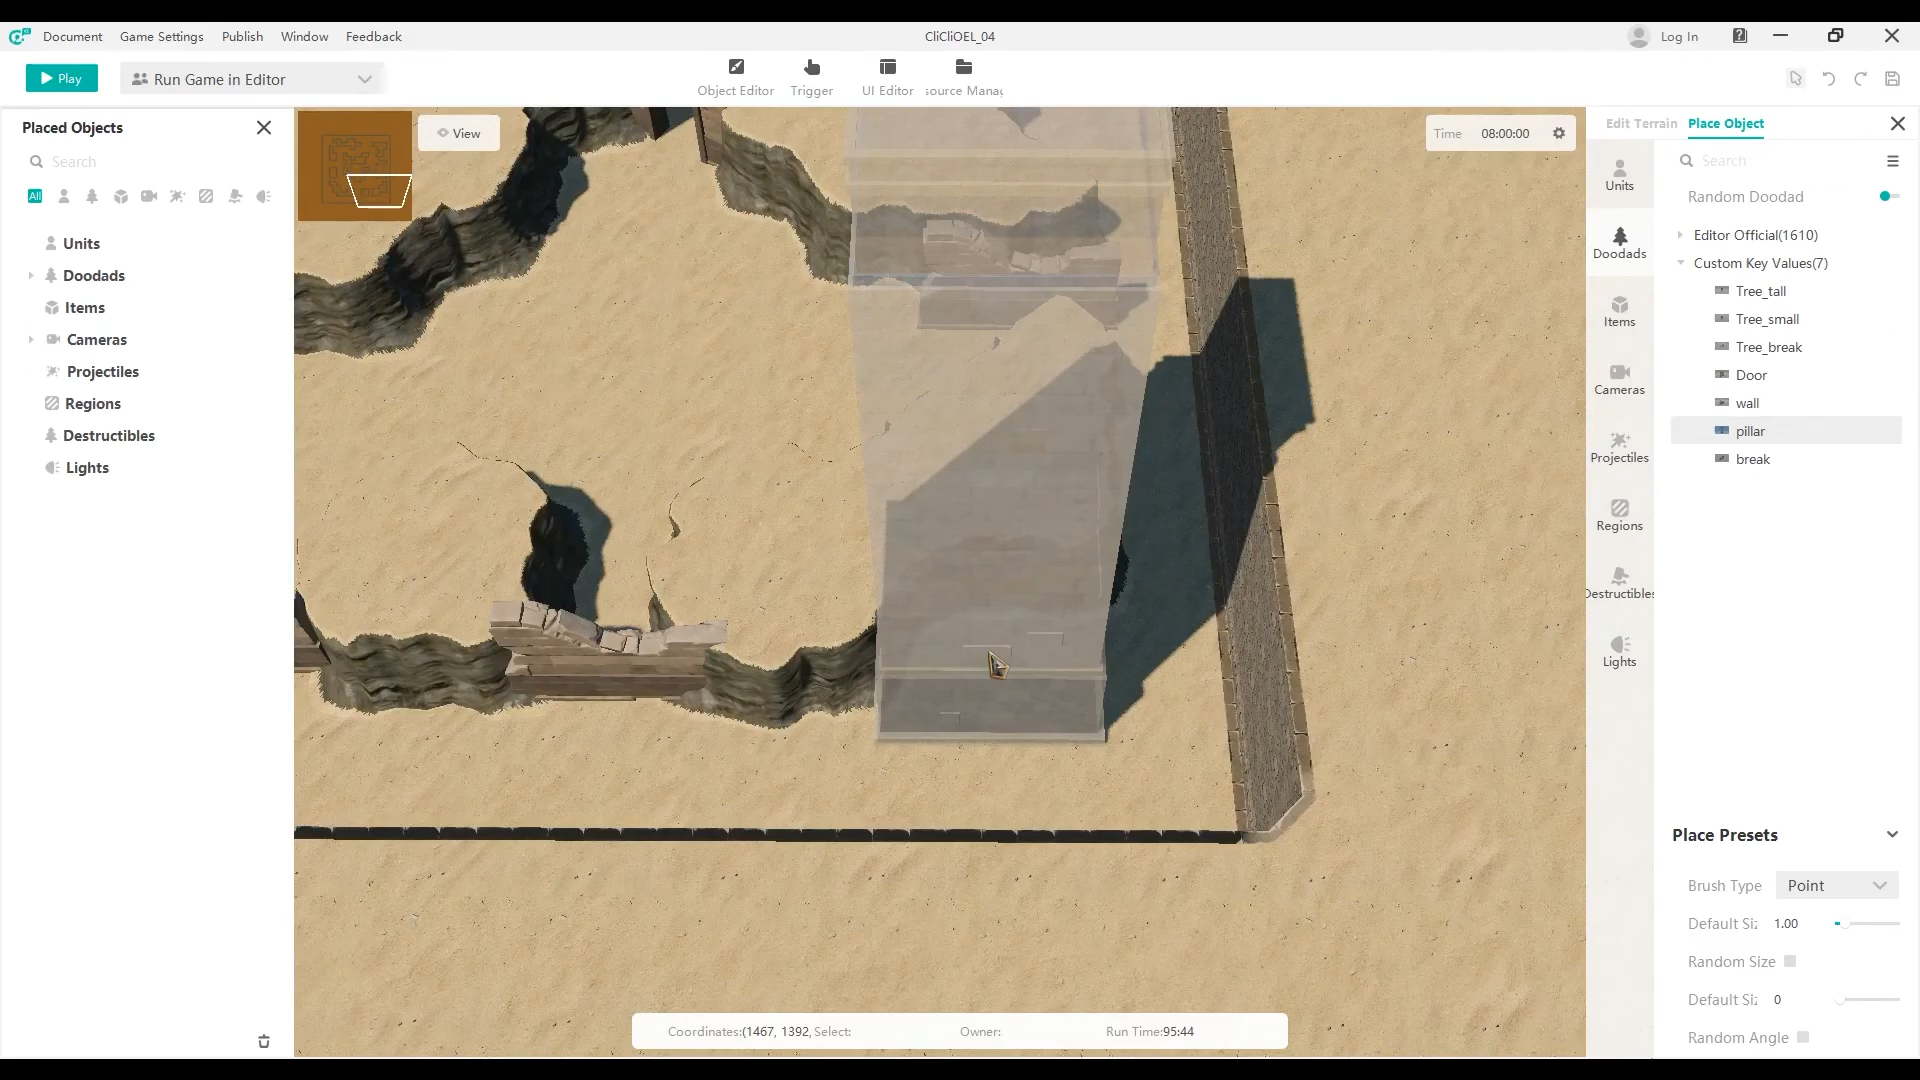 Document Game Settings Publish Window Feedback CliCliOEL_04 Log In
Play Run Game in Editor Object Editor Trigger UI Editor source Manag
Placed Objects
Search
All
Units
Doodads
Items
Cameras
Projectiles
Regions
Destructibles
Lights
View
Time 08:00:00
Coordinates:(1467, 1392, Select: Owner: Run Time:95:44
Edit Terrain Place Object
Units
Doodads
Items
Cameras
Projectiles
Regions
Destructibles
Lights
Search
Random Doodad
Editor Official(1610)
Custom Key Values(7)
Tree_tall
Tree_small
Tree_break
Door
wall
pillar
break
Place Presets
Brush Type Point
Default Siz 1.00
Random Size
Default Siz 0
Random Angle